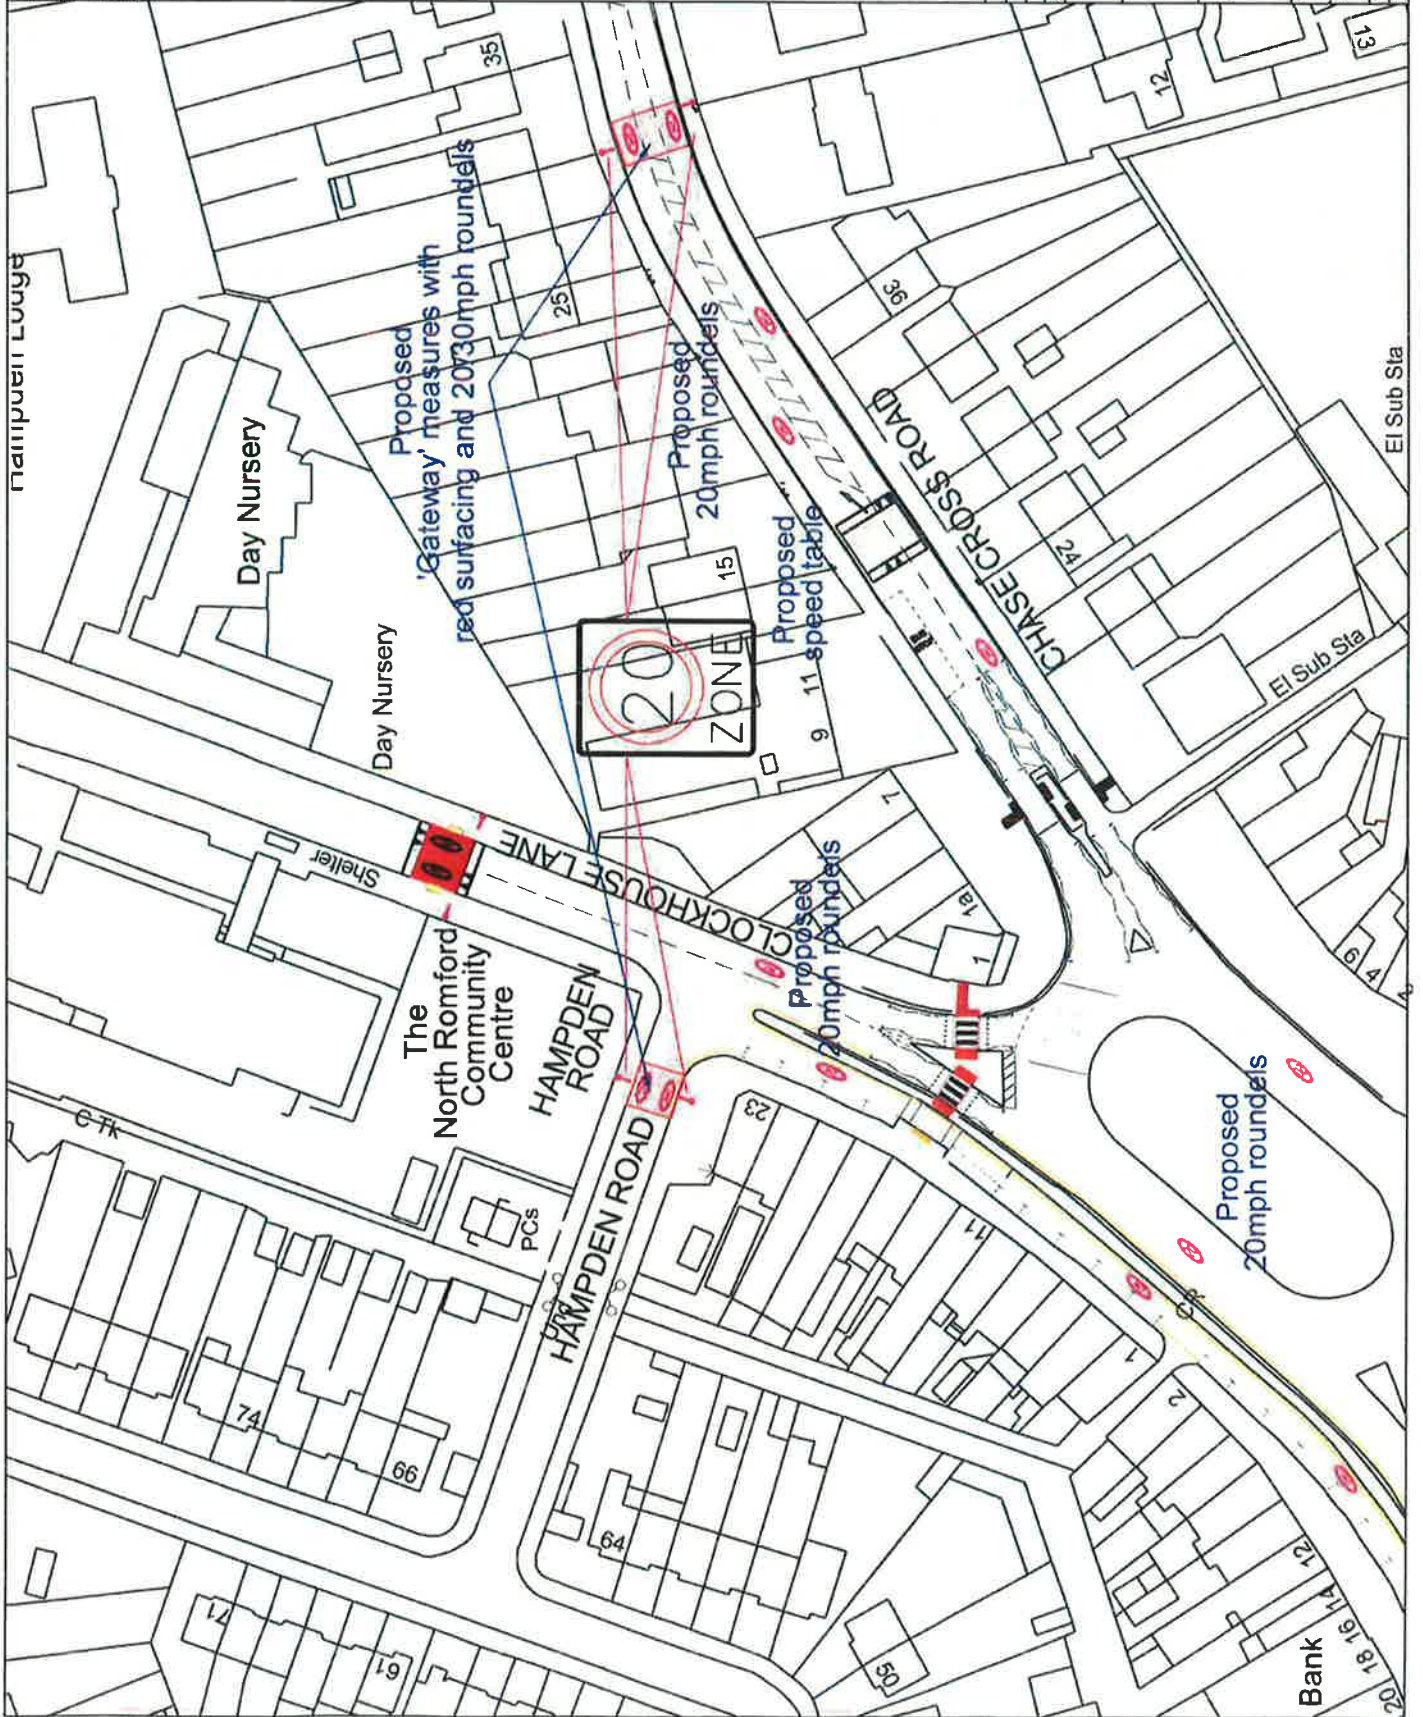 Hampden Lodge
35
13
12
Proposed
'Gateway' measures with
red surfacing and 20/30mph roundels
25
36
Proposed
20mph roundels
Day Nursery
Day Nursery
CHASE CROSS ROAD
El Sub Sta
24
15
Proposed
speed table
20
ZONE
11
9
El Sub Sta
7
Shelter
CLOCKHOUSE LANE
Proposed
20mph roundels
1a
1
6
4
2
The
North Romford
Community
Centre
HAMPDEN
ROAD
C Tk
PCs
HAMPDEN ROAD
Und
23
Proposed
20mph roundels
111
CR
1
2
74
66
64
71
61
50
Bank
12
14
16
18
20